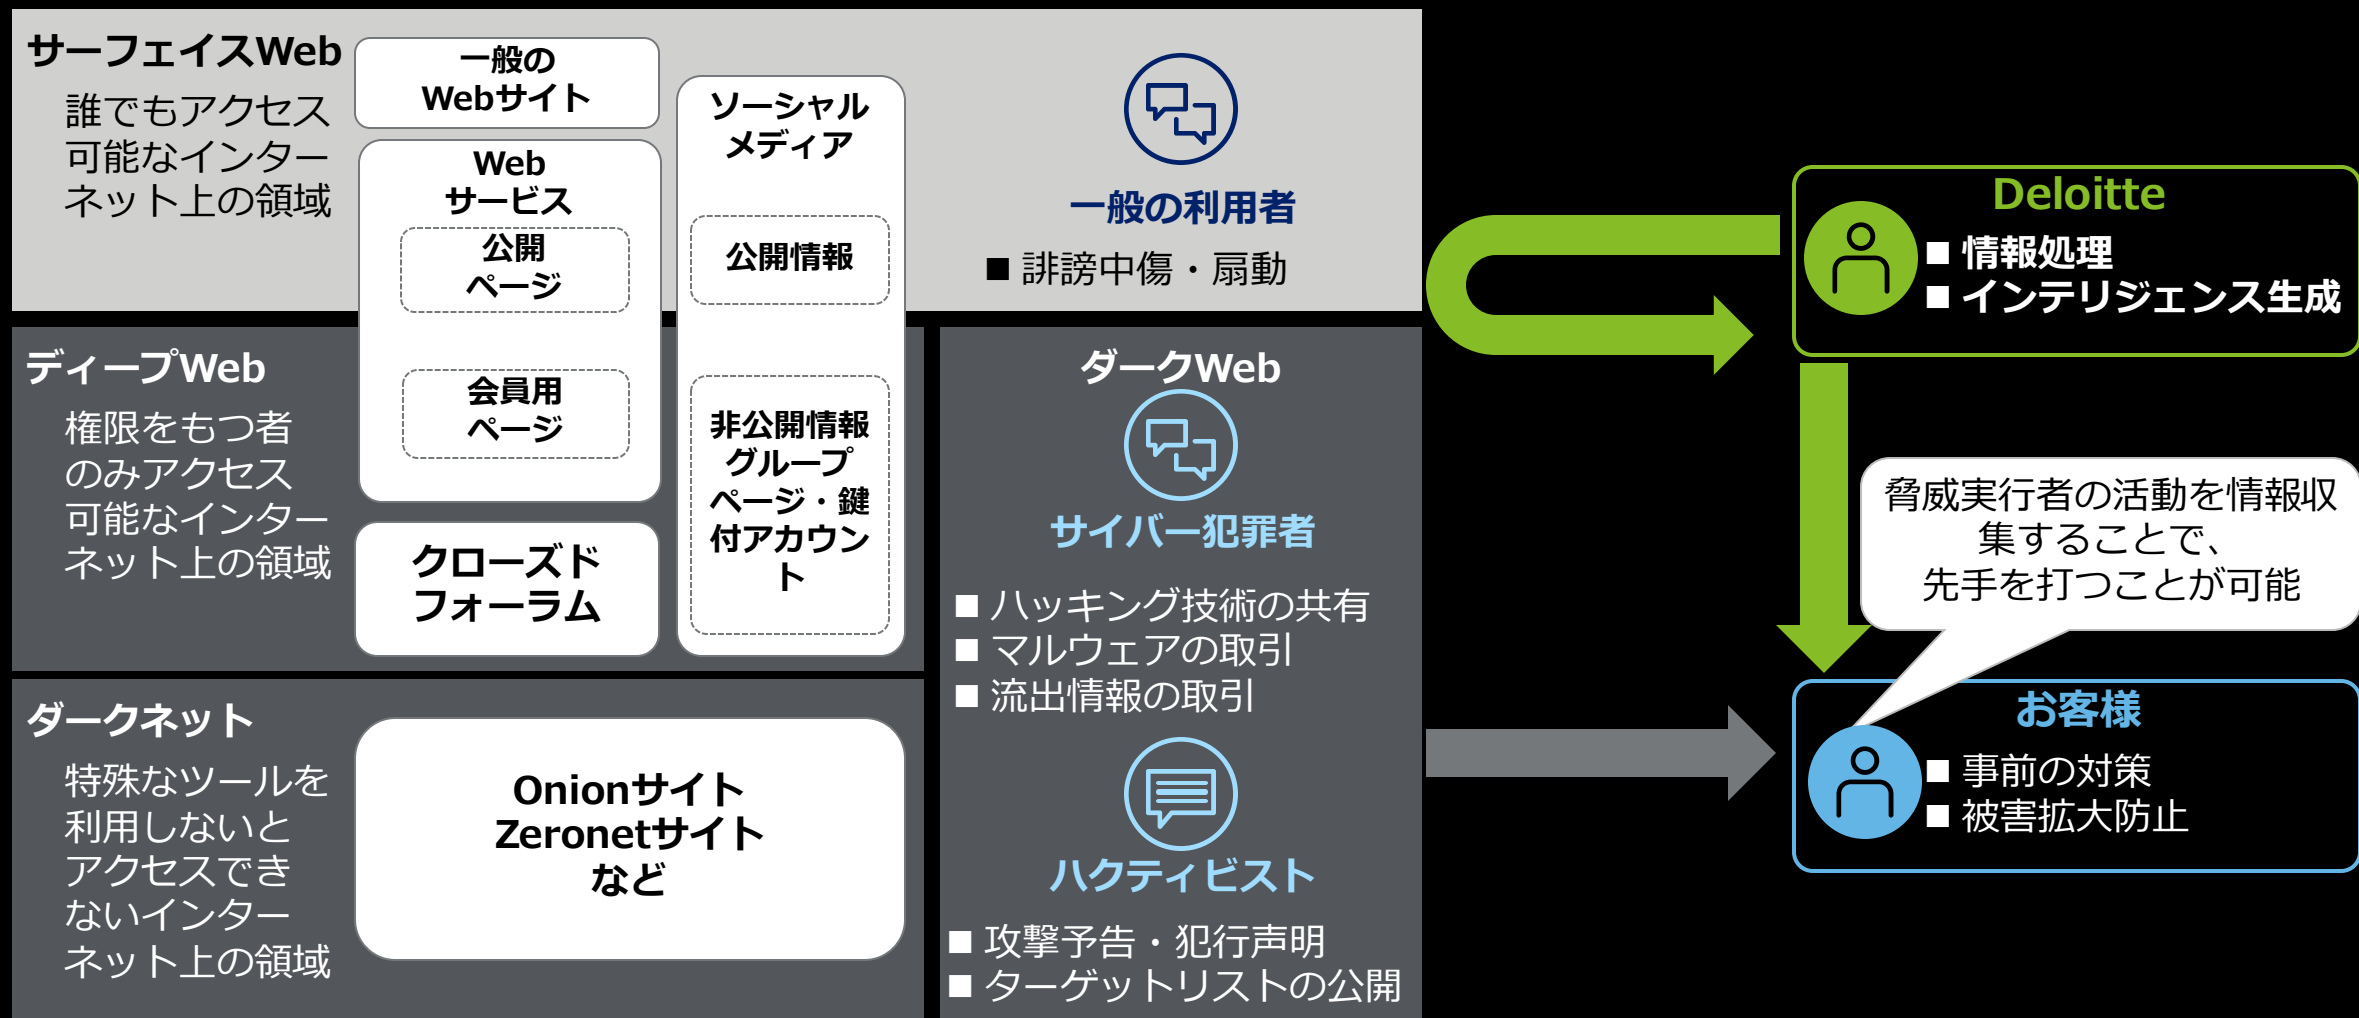 サーフェイスWeb
誰でもアクセス
可能なインター
ネット上の領域
一般の
Webサイト
Web
サービス
公開
ページ
会員用
ページ
ソーシャル
メディア
公開情報
非公開情報
グループ
ページ・鍵
付アカウン
ト
一般の利用者
■ 誹謗中傷・扇動
ディープWeb
権限をもつ者
のみアクセス
可能なインター
ネット上の領域
クローズド
フォーラム
ダークネット
特殊なツールを
利用しないと
アクセスでき
ないインター
ネット上の領域
Onionサイト
Zeronetサイト
など
ダークWeb
サイバー犯罪者
■ ハッキング技術の共有
■ マルウェアの取引
■ 流出情報の取引
ハクティビスト
■ 攻撃予告・犯行声明
■ ターゲットリストの公開
Deloitte
■ 情報処理
■ インテリジェンス生成
脅威実行者の活動を情報収
集することで、
先手を打つことが可能
お客様
■ 事前の対策
■ 被害拡大防止